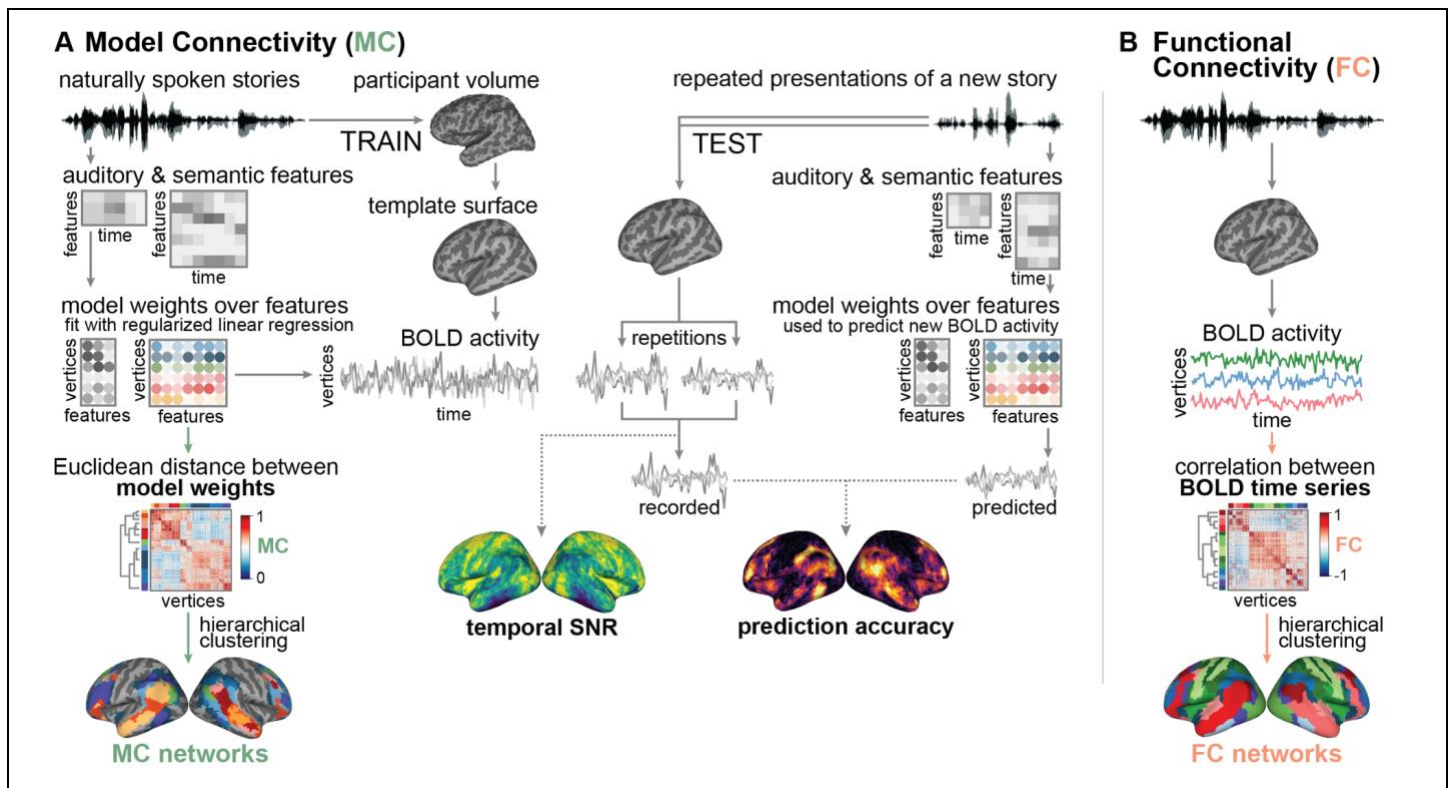 A Model Connectivity (MC)
naturally spoken stories
participant volume
TRAIN
auditory & semantic features
features
time
features
time
template surface
model weights over features
fit with regularized linear regression
vertices
features
vertices
features
BOLD activity
vertices
time
Euclidean distance between
model weights
1
MC
0
vertices
hierarchical
clustering
MC networks
repeated presentations of a new story
TEST
auditory & semantic features
features
time
features
time
model weights over features
used to predict new BOLD activity
vertices
features
vertices
features
repetitions
recorded
predicted
temporal SNR
prediction accuracy
B Functional
Connectivity (FC)
BOLD activity
vertices
time
correlation between
BOLD time series
1
FC
-1
vertices
hierarchical
clustering
FC networks